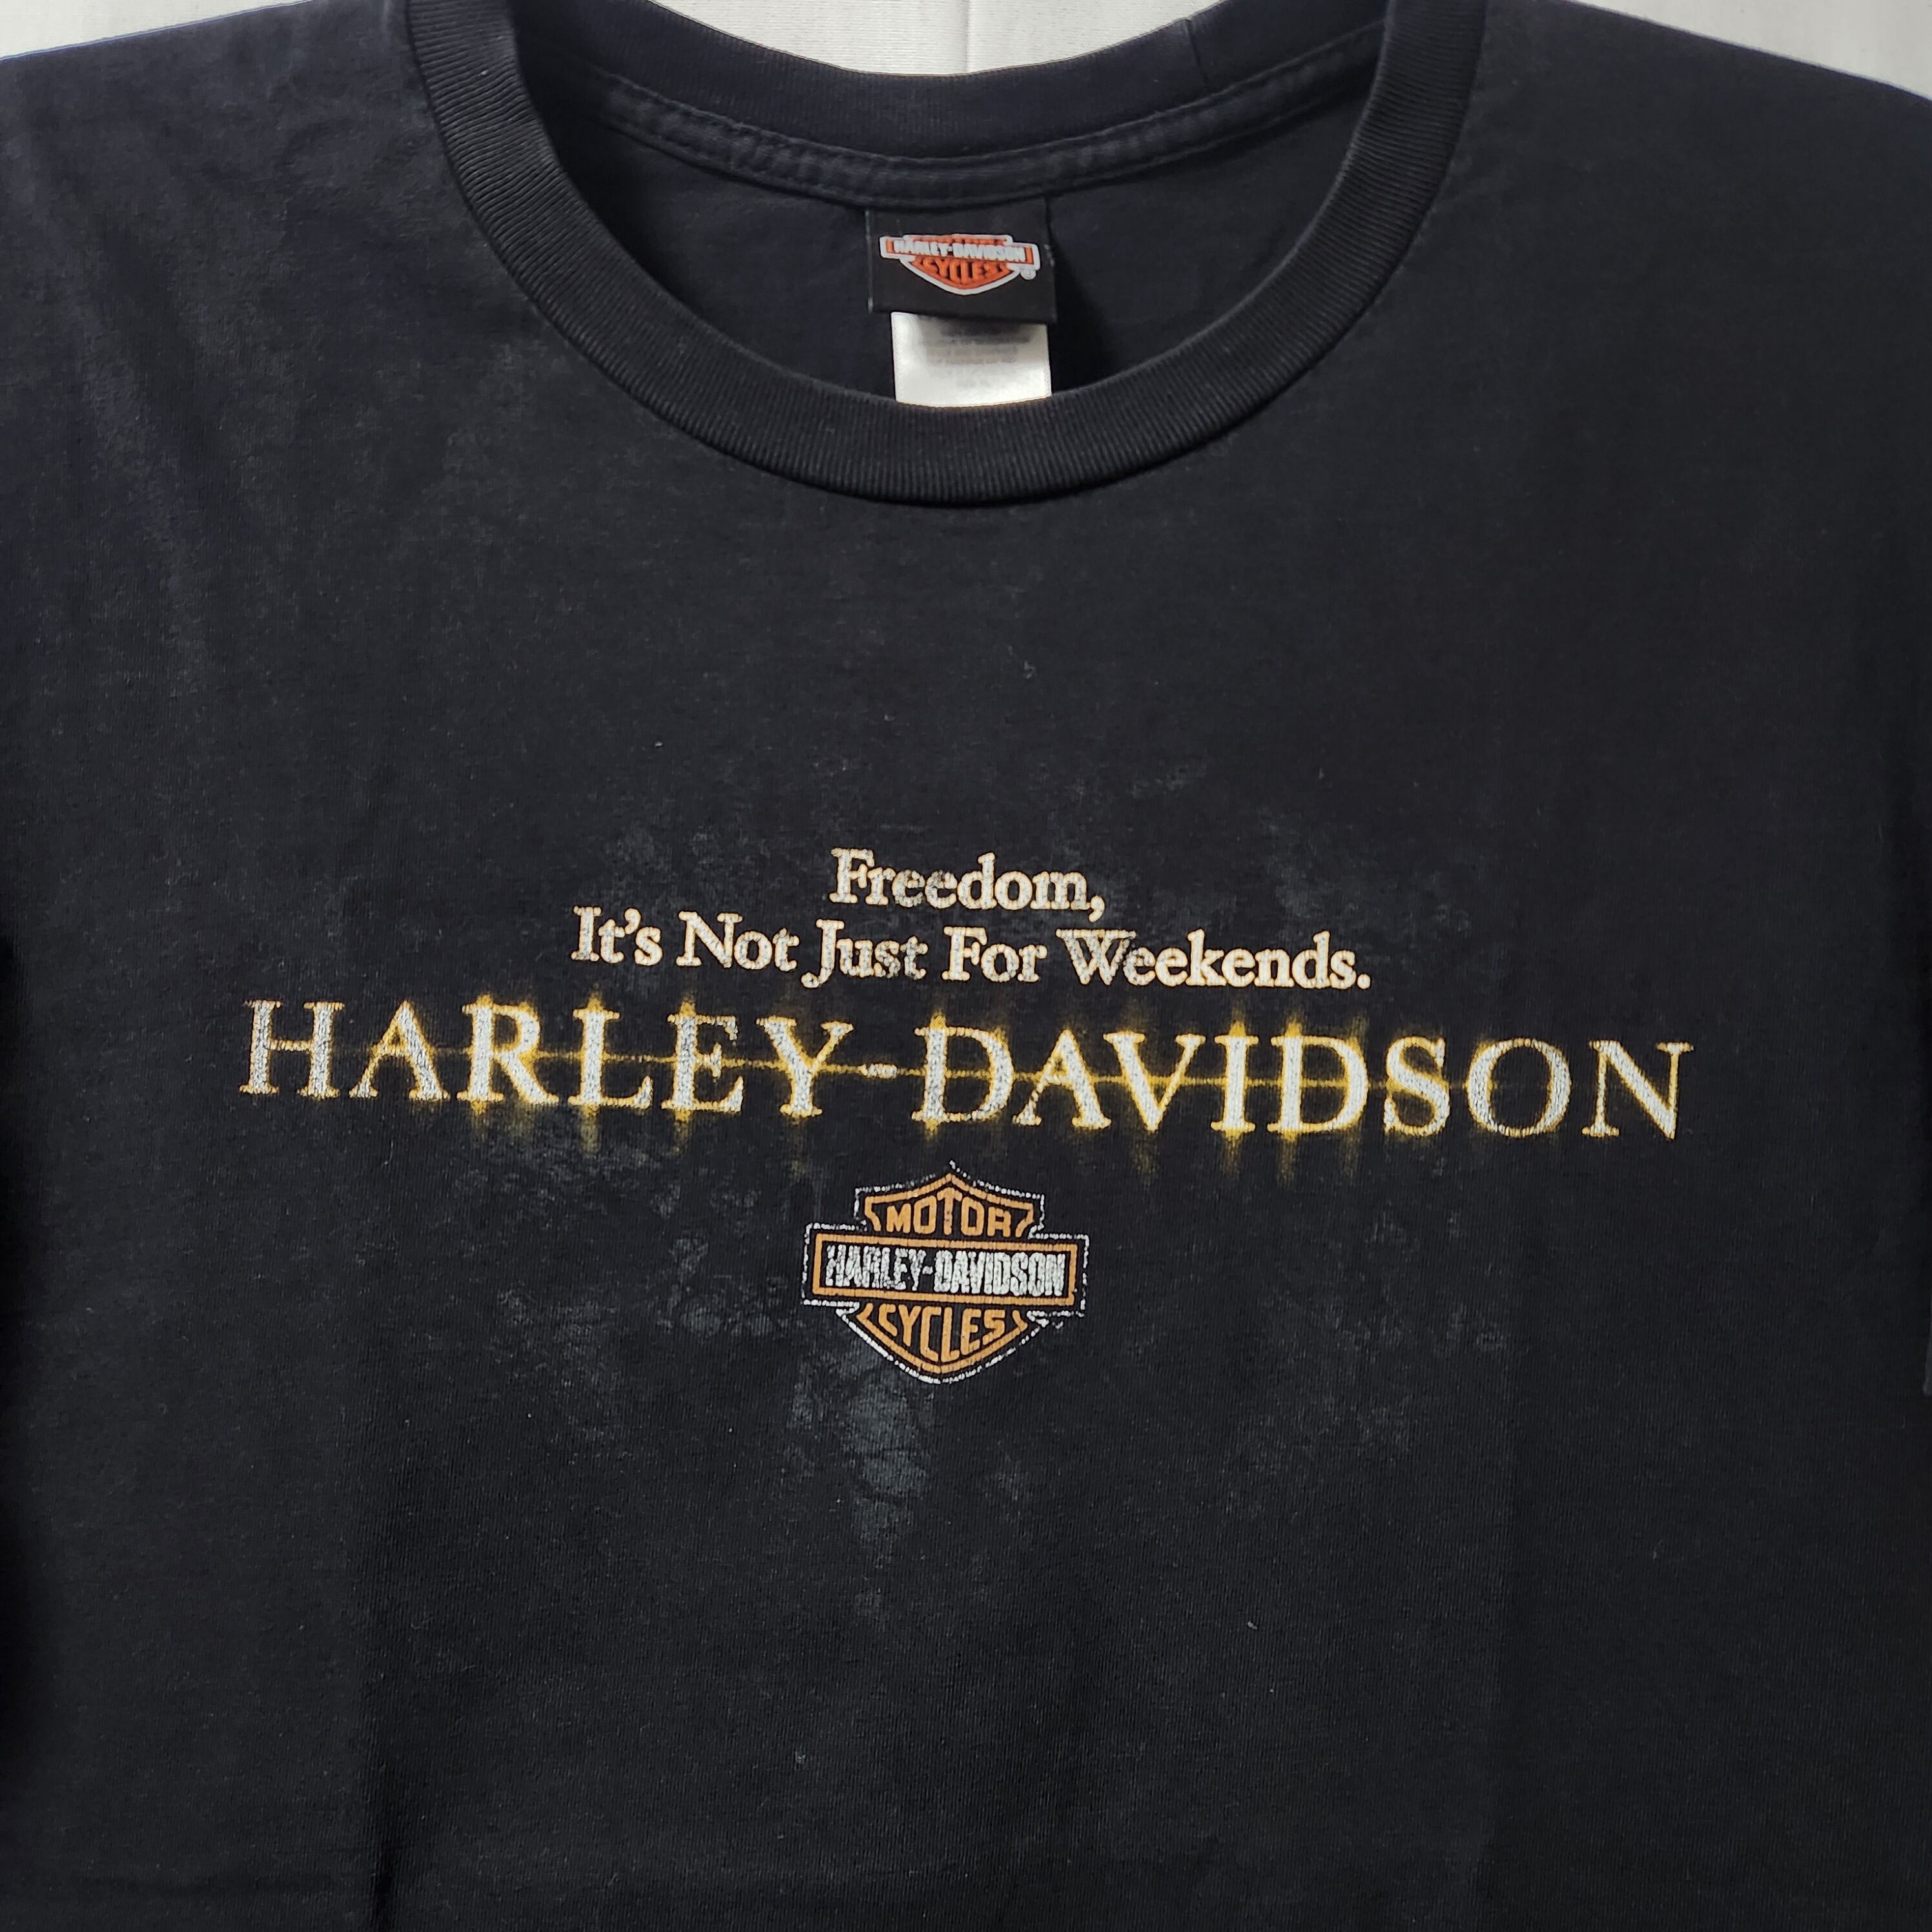 HARLEY-DAVIDSON
CYCLES
Freedom,
It's Not Just For Weekends.
HARLEY-DAVIDSON
MOTOR
HARLEY-DAVIDSON
CYCLES